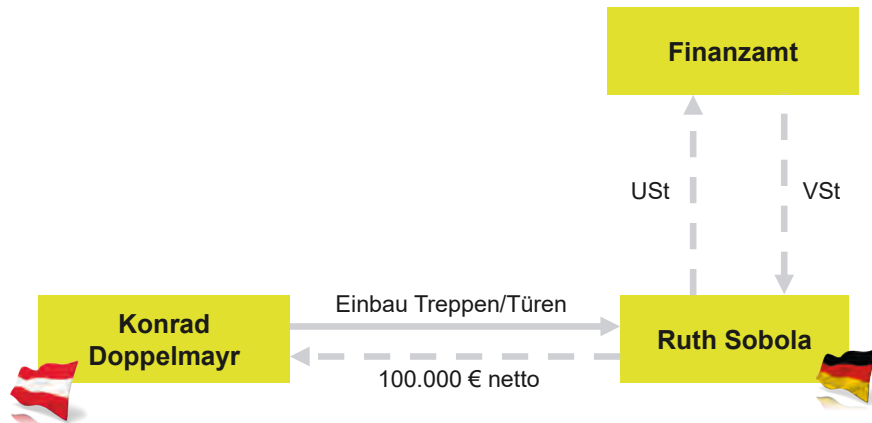 Finanzamt
USt
VSt
Einbau Treppen/Türen
Konrad
Doppelmayr
Ruth Sobola
100.000 € netto